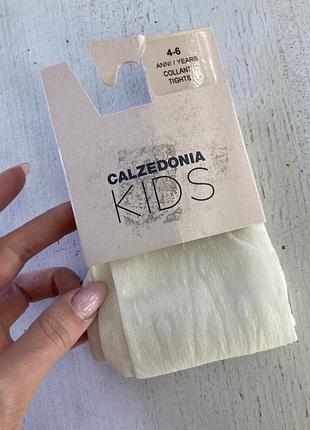 4-6
ANNI / YEARS
COLLANT
TIGHTS
CALZEDONIA
KIDS